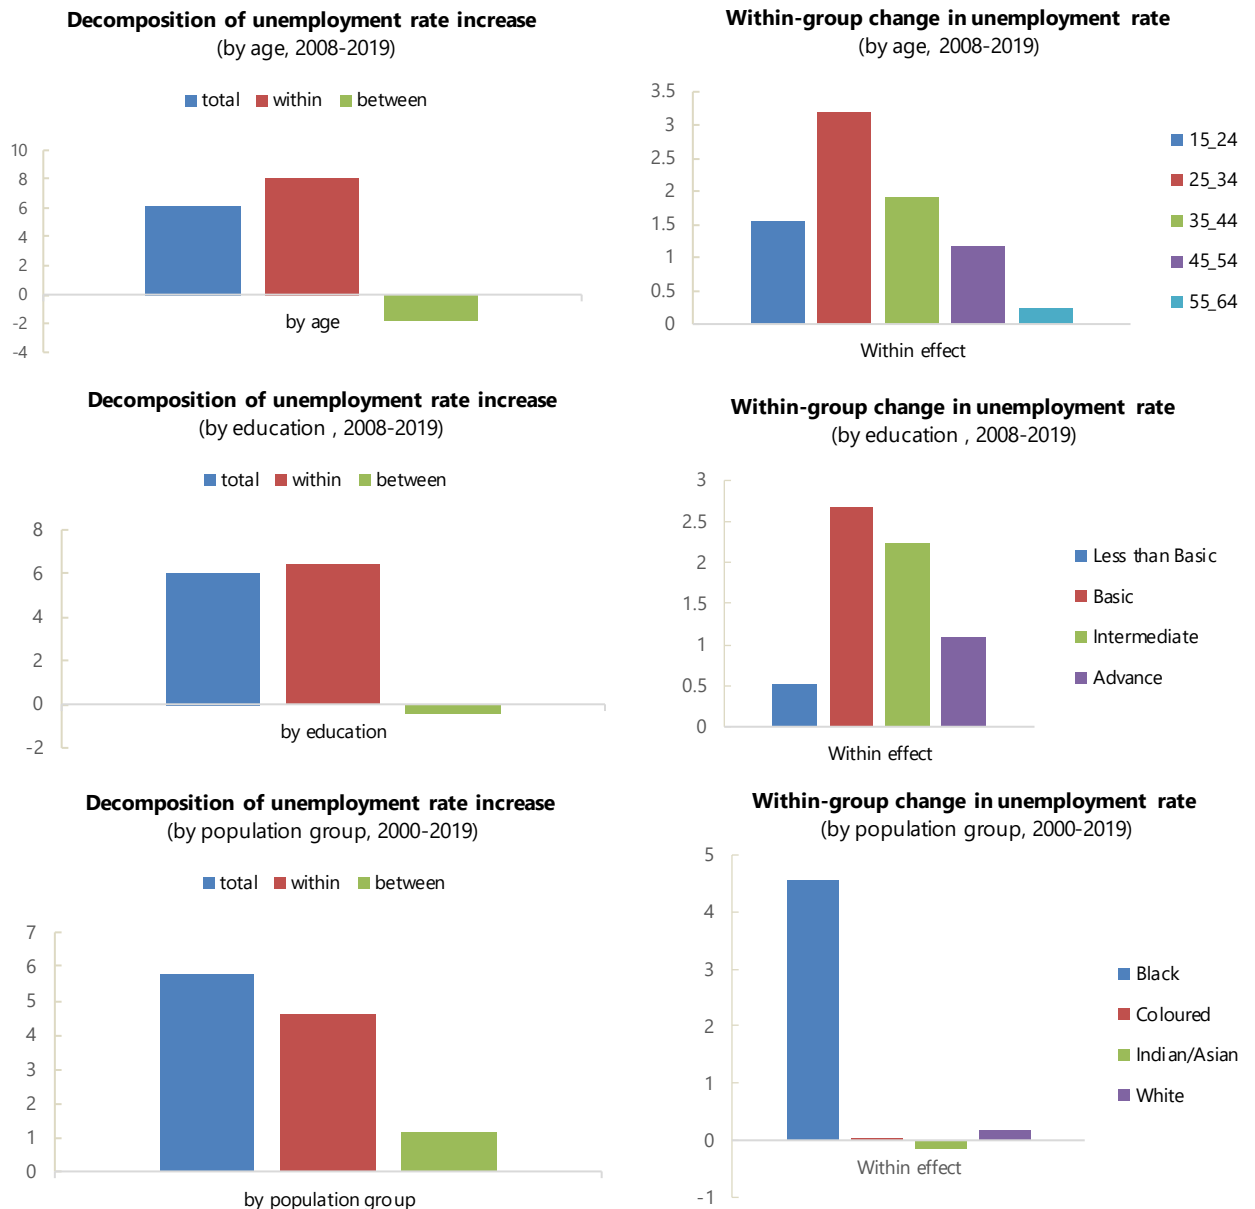 Decomposition of unemployment rate increase
(by age, 2008-2019)
total within between
10
8
6
4
2
0
-2
-4
by age
Within-group change in unemployment rate
(by age, 2008-2019)
3.5
3
2.5
2
1.5
1
0.5
0
Within effect
15_24
25_34
35_44
45_54
55_64
Decomposition of unemployment rate increase
(by education , 2008-2019)
total within between
8
6
4
2
0
-2
by education
Within-group change in unemployment rate
(by education , 2008-2019)
3
2.5
2
1.5
1
0.5
0
Within effect
Less than Basic
Basic
Intermediate
Advance
Decomposition of unemployment rate increase
(by population group, 2000-2019)
total within between
7
6
5
4
3
2
1
0
by population group
Within-group change in unemployment rate
(by population group, 2000-2019)
5
4
3
2
1
0
-1
Within effect
Black
Coloured
Indian/Asian
White